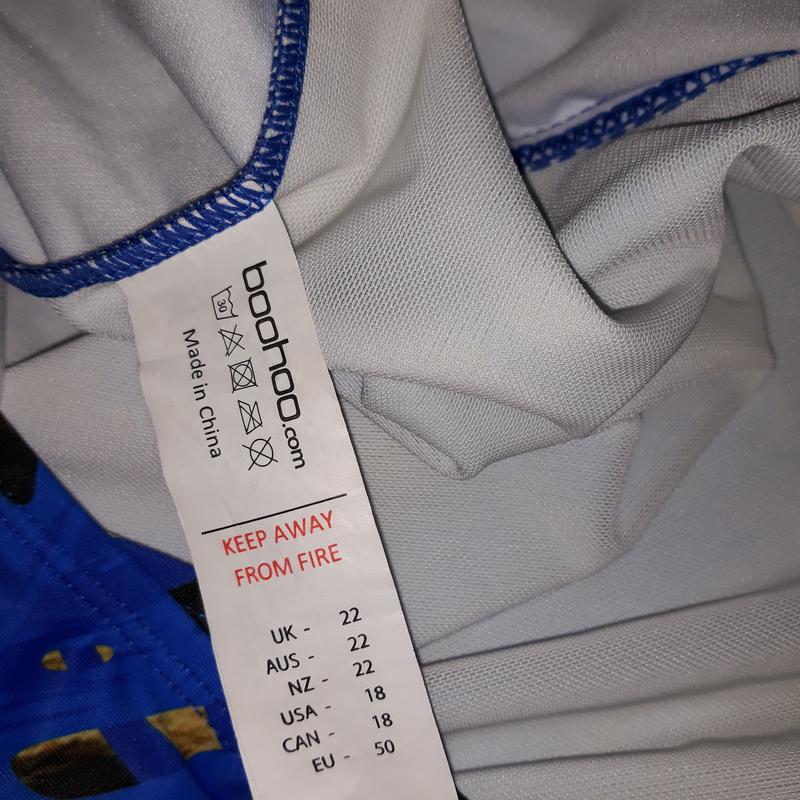 boohoo.com
30
Made in China
KEEP AWAY
FROM FIRE
UK - 22
AUS - 22
NZ - 22
USA - 18
CAN - 18
EU - 50